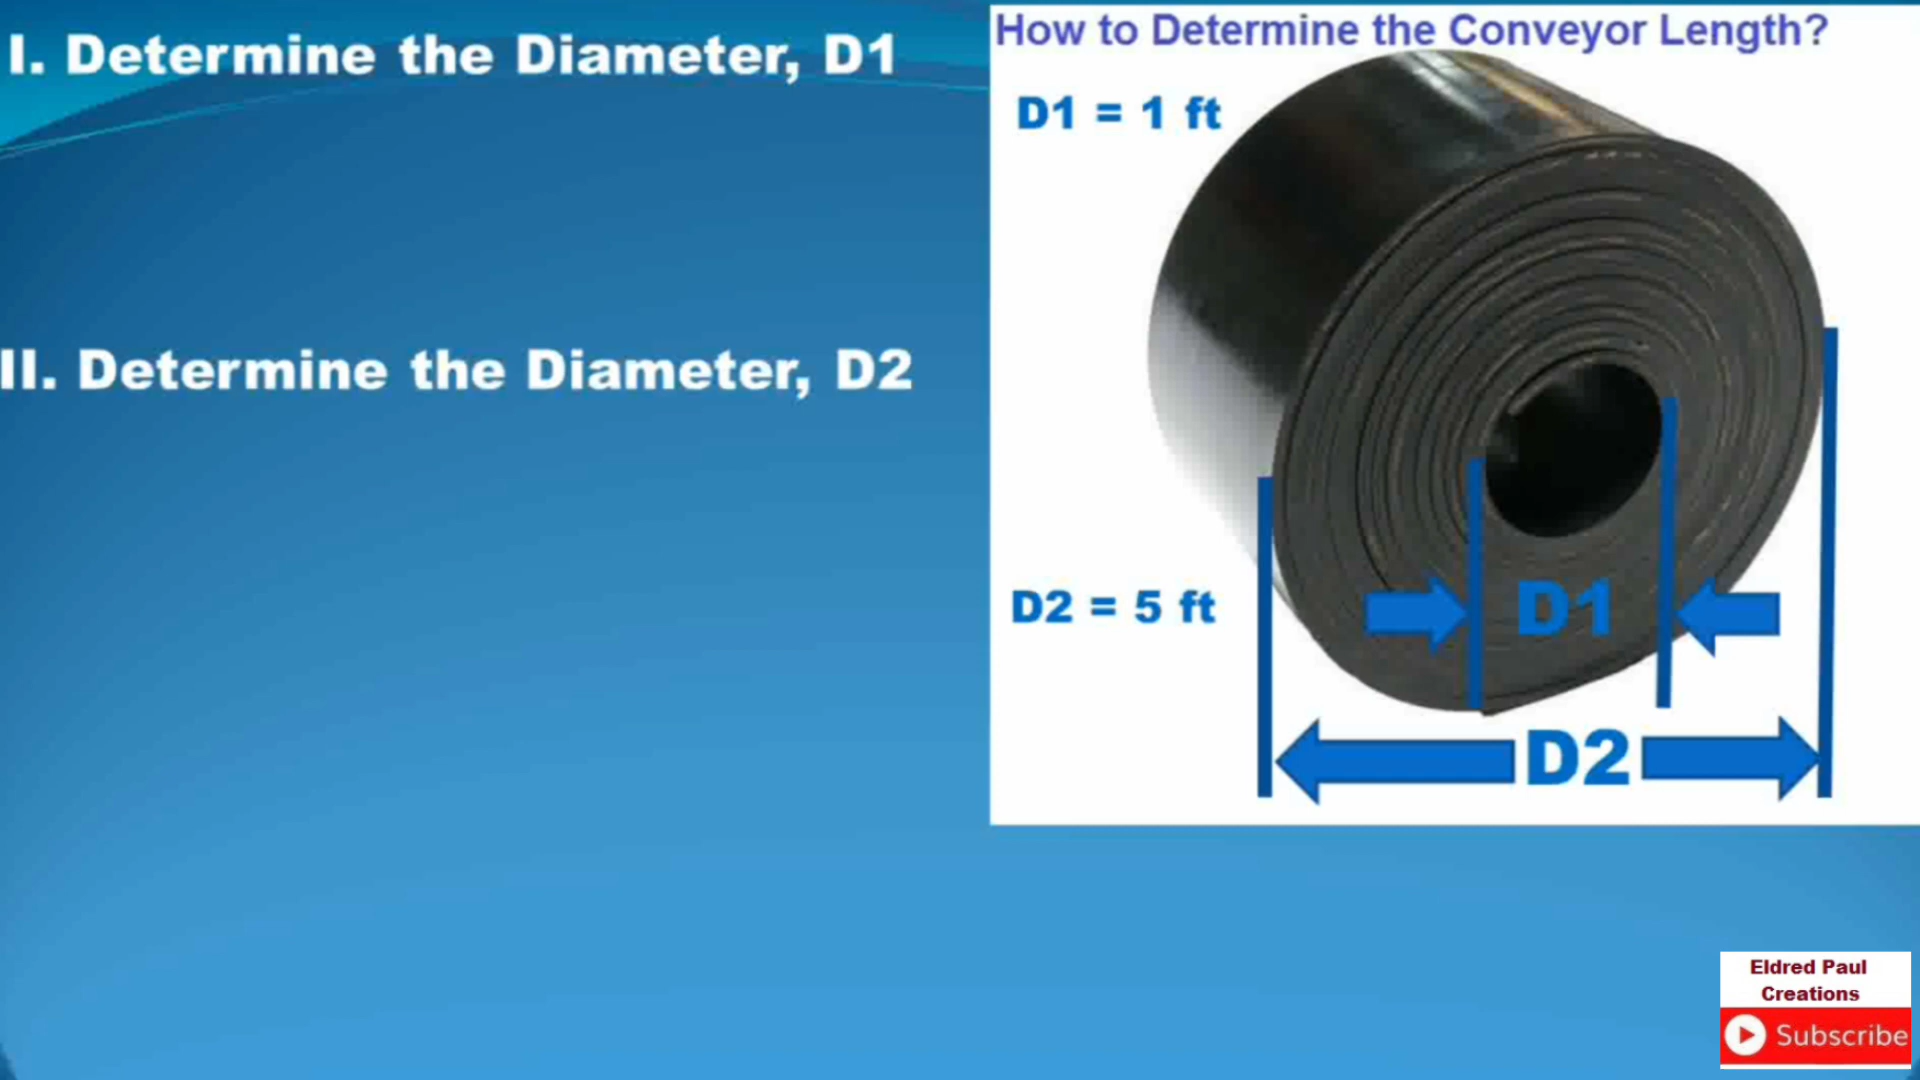 I. Determine the Diameter, D1
II. Determine the Diameter, D2
How to Determine the Conveyor Length?
D1 = 1 ft
D2 = 5 ft
D1
D2
Eldred Paul
Creations
Subscribe